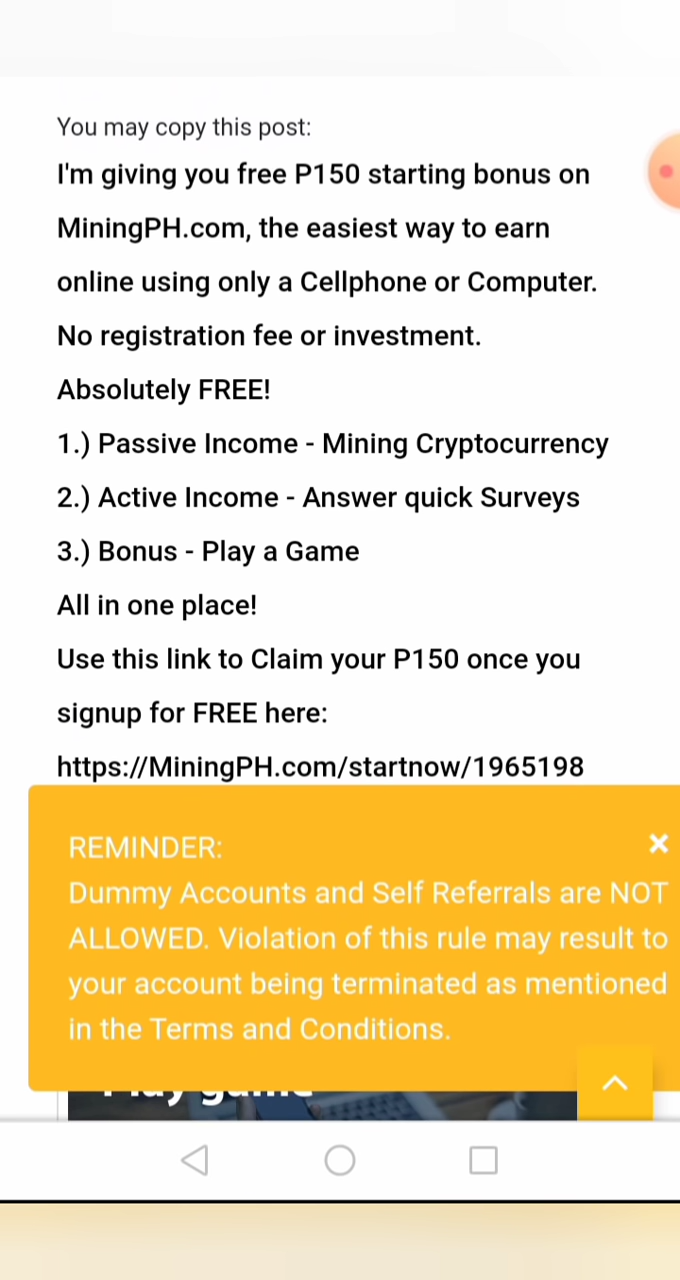 You may copy this post:
I'm giving you free P150 starting bonus on
MiningPH.com, the easiest way to earn
online using only a Cellphone or Computer.
No registration fee or investment.
Absolutely FREE!
1.) Passive Income - Mining Cryptocurrency
2.) Active Income - Answer quick Surveys
3.) Bonus - Play a Game
All in one place!
Use this link to Claim your P150 once you
signup for FREE here:
https://MiningPH.com/startnow/1965198
REMINDER:
Dummy Accounts and Self Referrals are NOT
ALLOWED. Violation of this rule may result to
your account being terminated as mentioned
in the Terms and Conditions.
Play game